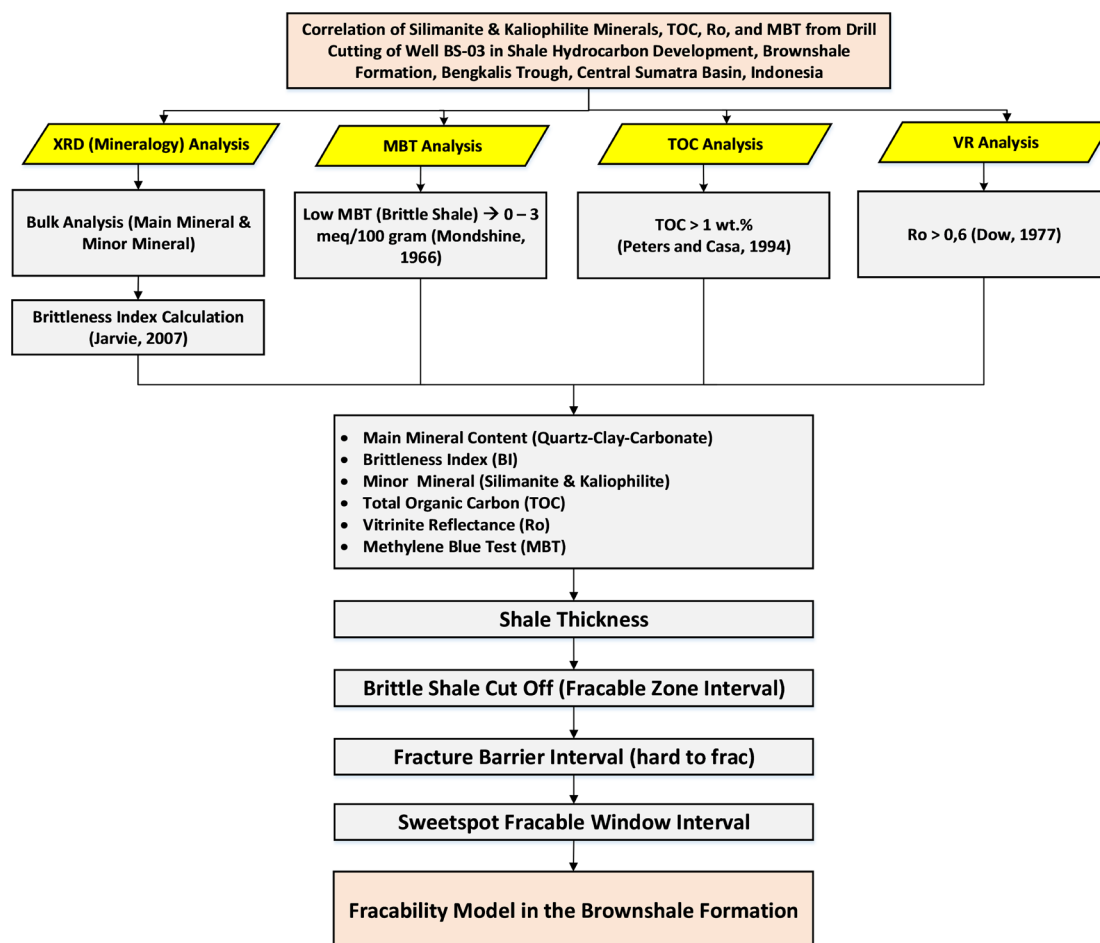 Correlation of Silimanite & Kaliophilite Minerals, TOC, Ro, and MBT from Drill
Cutting of Well BS-03 in Shale Hydrocarbon Development, Brownshale
Formation, Bengkalis Trough, Central Sumatra Basin, Indonesia
XRD (Mineralogy) Analysis
MBT Analysis
TOC Analysis
VR Analysis
Bulk Analysis (Main Mineral &
Minor Mineral)
Low MBT (Brittle Shale) → 0 – 3
meq/100 gram (Mondshine,
1966)
TOC > 1 wt.%
(Peters and Casa, 1994)
Ro > 0,6 (Dow, 1977)
Brittleness Index Calculation
(Jarvie, 2007)
• Main Mineral Content (Quartz-Clay-Carbonate)
• Brittleness Index (BI)
• Minor Mineral (Silimanite & Kaliophilite)
• Total Organic Carbon (TOC)
• Vitrinite Reflectance (Ro)
• Methylene Blue Test (MBT)
Shale Thickness
Brittle Shale Cut Off (Fracable Zone Interval)
Fracture Barrier Interval (hard to frac)
Sweetspot Fracable Window Interval
Fracability Model in the Brownshale Formation